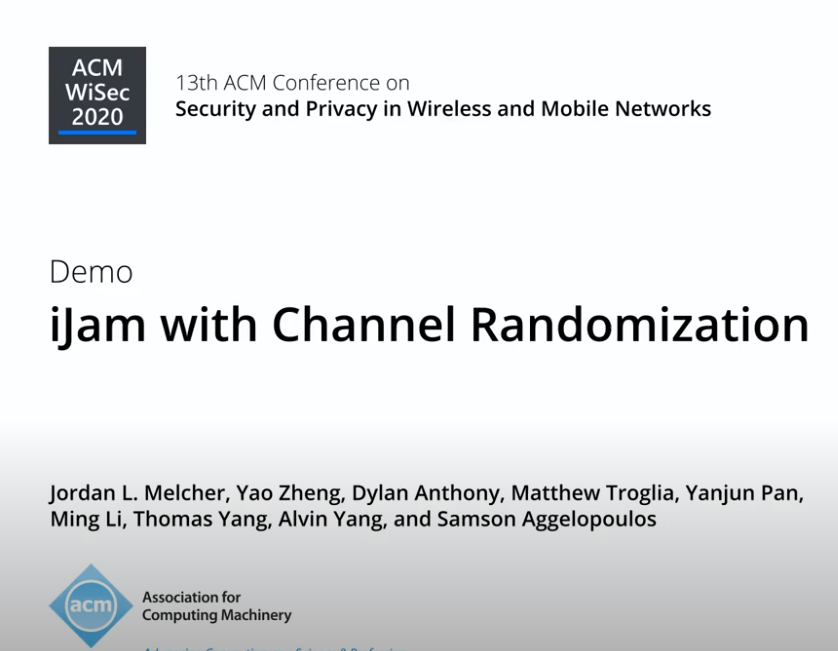 ACM
WiSec
2020
13th ACM Conference on
Security and Privacy in Wireless and Mobile Networks
Demo
iJam with Channel Randomization
Jordan L. Melcher, Yao Zheng, Dylan Anthony, Matthew Troglia, Yanjun Pan,
Ming Li, Thomas Yang, Alvin Yang, and Samson Aggelopoulos
acm
Association for
Computing Machinery